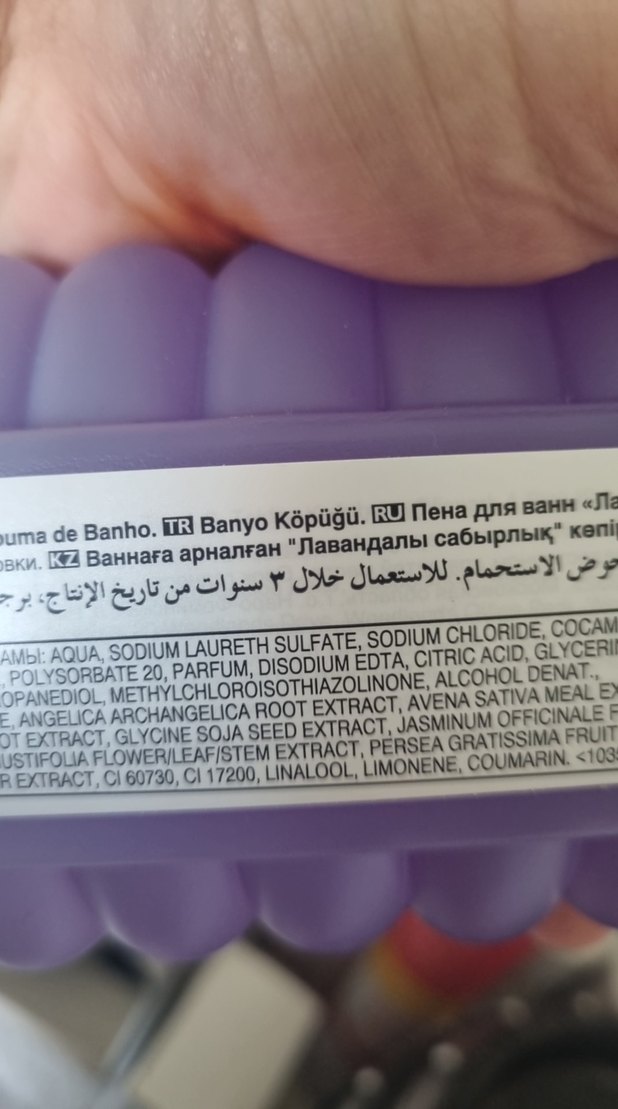 ouma de Banho. TR Banyo Köpüğü. RU Пена для ванн «Ла
овки. KZ Ваннаға арналған "Лавандалы сабырлық" көпі
حوض الاستحمام. للاستعمال خلال ٣ سنوات من تاريخ الإنتاج، برج
АМЫ: AQUA, SODIUM LAURETH SULFATE, SODIUM CHLORIDE, COCAM
, POLYSORBATE 20, PARFUM, DISODIUM EDTA, CITRIC ACID, GLYCERIN
OPANEDIOL, METHYLCHLOROISOTHIAZOLINONE, ALCOHOL DENAT.,
E, ANGELICA ARCHANGELICA ROOT EXTRACT, AVENA SATIVA MEAL EX
OT EXTRACT, GLYCINE SOJA SEED EXTRACT, JASMINUM OFFICINALE F
USTIFOLIA FLOWER/LEAF/STEM EXTRACT, PERSEA GRATISSIMA FRUIT
R EXTRACT, CI 60730, CI 17200, LINALOOL, LIMONENE, COUMARIN. <103